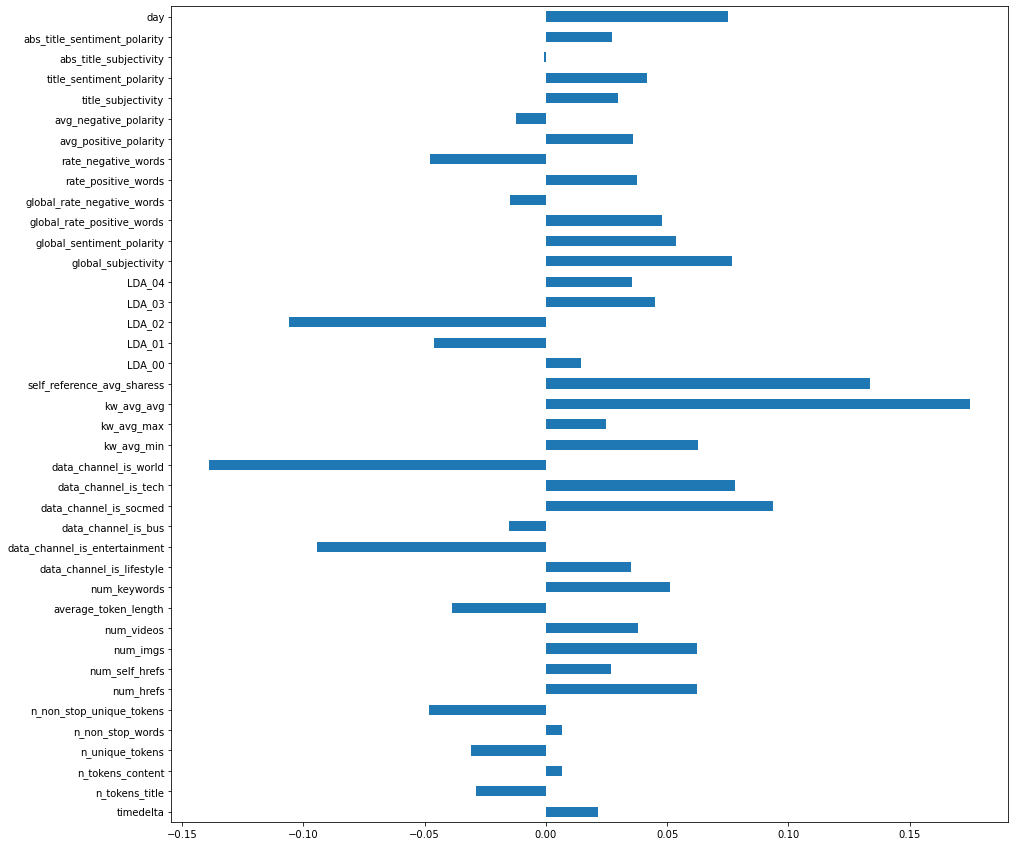 day
abs_title_sentiment_polarity
abs_title_subjectivity
title_sentiment_polarity
title_subjectivity
avg_negative_polarity
avg_positive_polarity
rate_negative_words
rate_positive_words
global_rate_negative_words
global_rate_positive_words
global_sentiment_polarity
global_subjectivity
LDA_04
LDA_03
LDA_02
LDA_01
LDA_00
self_reference_avg_sharess
kw_avg_avg
kw_avg_max
kw_avg_min
data_channel_is_world
data_channel_is_tech
data_channel_is_socmed
data_channel_is_bus
data_channel_is_entertainment
data_channel_is_lifestyle
num_keywords
average_token_length
num_videos
num_imgs
num_self_hrefs
num_hrefs
n_non_stop_unique_tokens
n_non_stop_words
n_unique_tokens
n_tokens_content
n_tokens_title
timedelta
−0.15 −0.10 −0.05 0.00 0.05 0.10 0.15